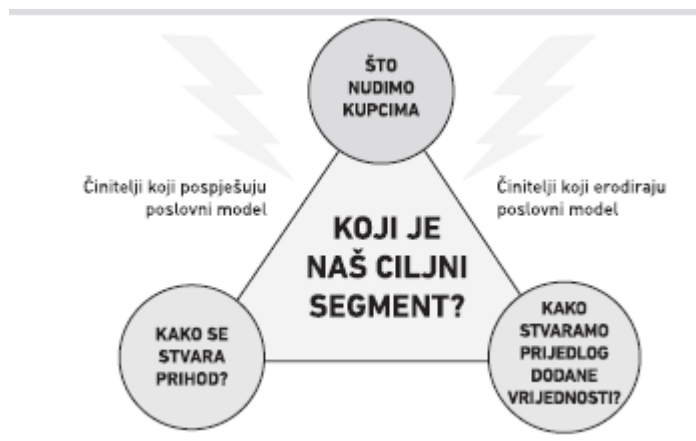 ŠTO
NUDIMO
KUPCIMA
Činitelji koji pospješuju
poslovni model
Činitelji koji erodiraju
poslovni model
KOJI JE
NAŠ CILJNI
SEGMENT?
KAKO SE
STVARA
PRIHOD?
KAKO
STVARAMO
PRIJEDLOG
DODANE
VRIJEDNOSTI?